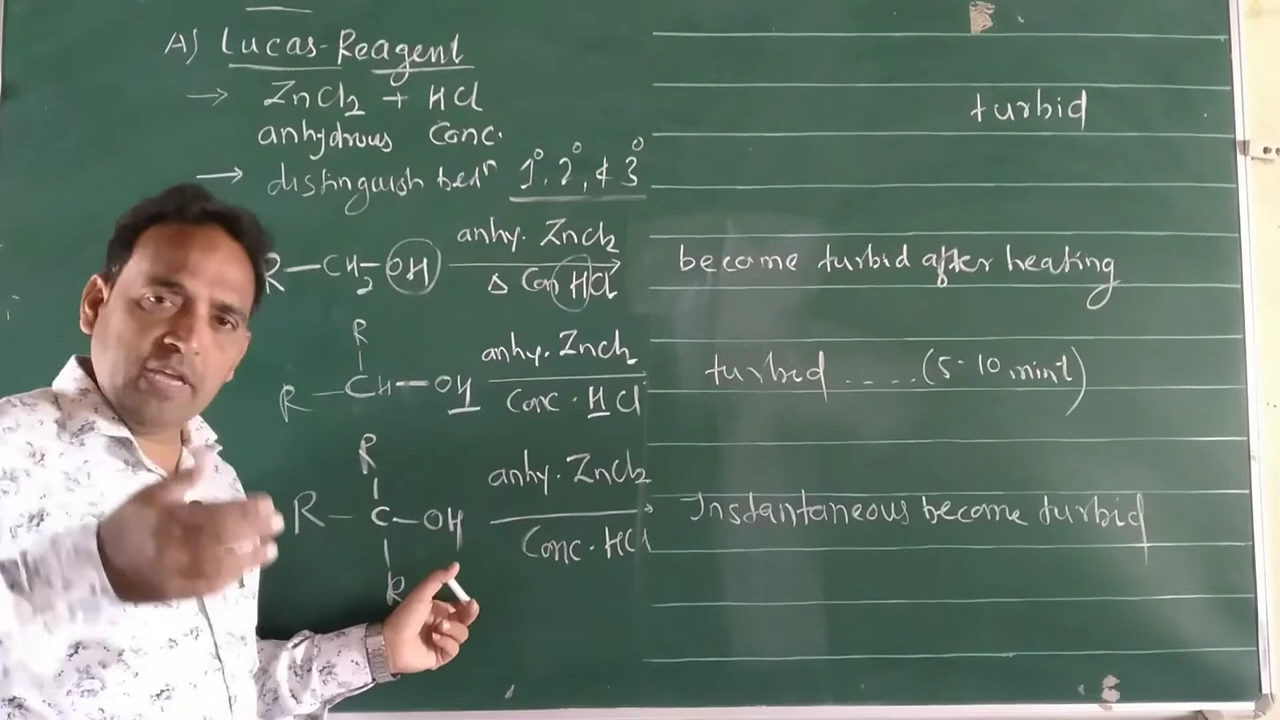 A) Lucas-Reagent
→ ZnCl2 + HCl
anhydrous Conc.
→ distinguish betⁿ 1°, 2°, & 3°
turbid
R—CH2—OH anhy. ZnCl2 Δ Con HCl → become turbid after heating
R
R—CH—OH anhy. ZnCl2 Conc. HCl turbid ....(5-10 mint)
R
R—C—OH anhy. ZnCl2 Conc. HCl → Instantaneous become turbid
R